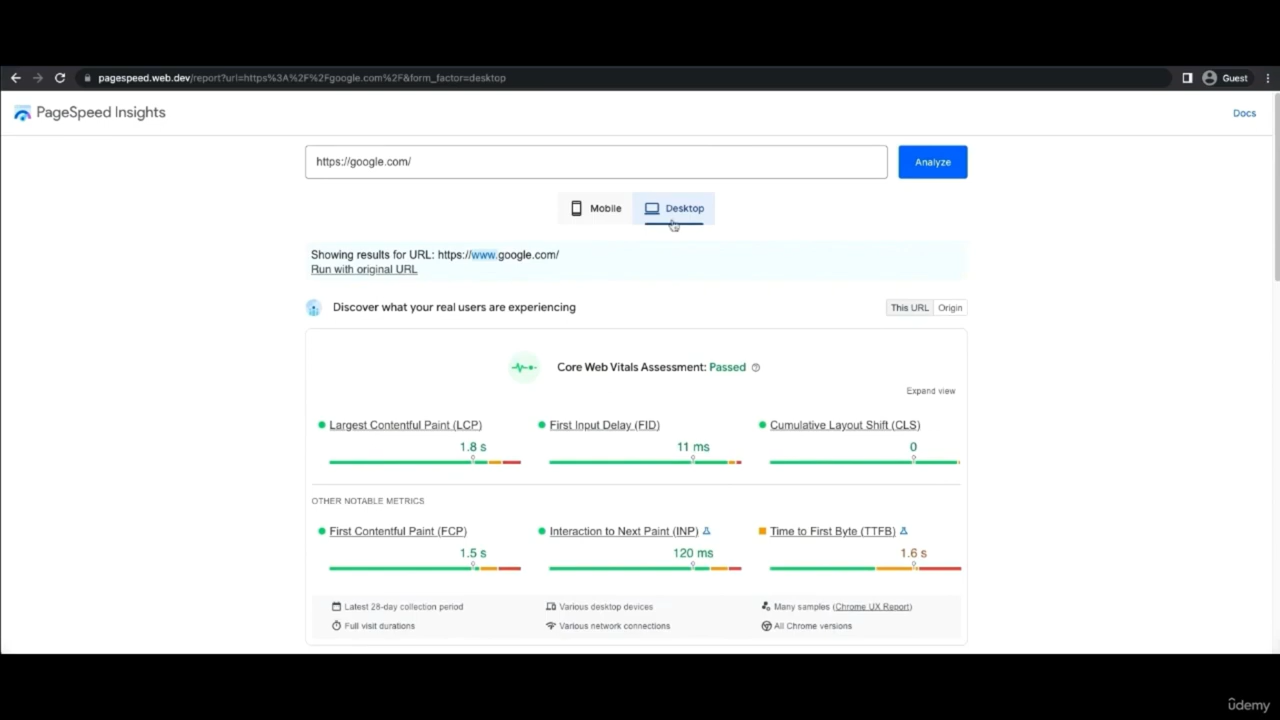 pagespeed.web.dev/report?url=https%3A%2F%2Fgoogle.com%2F&form_factor=desktop
Guest
PageSpeed Insights
Docs
https://google.com/
Analyze
Mobile
Desktop
Showing results for URL: https://www.google.com/
Run with original URL
Discover what your real users are experiencing
This URL
Origin
Core Web Vitals Assessment: Passed
Expand view
Largest Contentful Paint (LCP)
1.8 s
First Input Delay (FID)
11 ms
Cumulative Layout Shift (CLS)
0
OTHER NOTABLE METRICS
First Contentful Paint (FCP)
1.5 s
Interaction to Next Paint (INP)
120 ms
Time to First Byte (TTFB)
1.6 s
Latest 28-day collection period
Various desktop devices
Many samples (Chrome UX Report)
Full visit durations
Various network connections
All Chrome versions
ûdemy